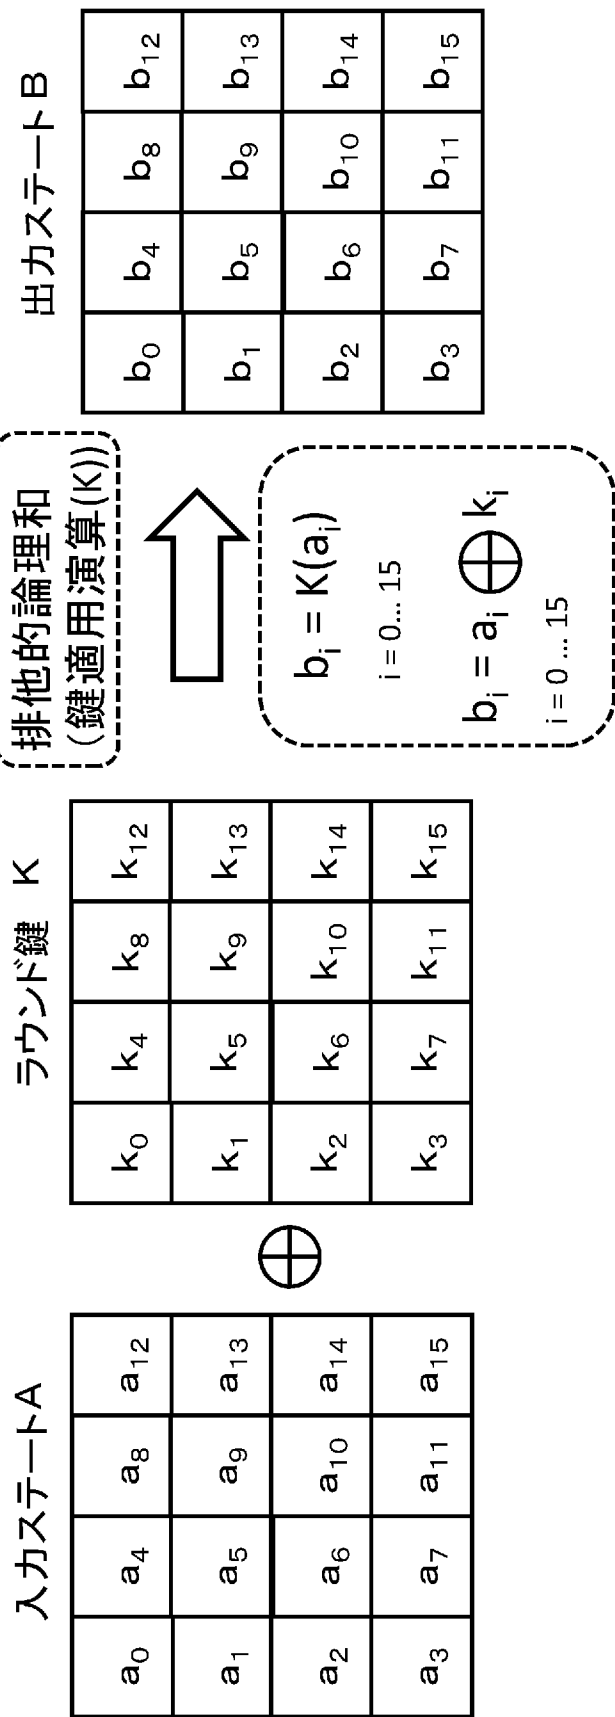 入力ステートA
a0 a4 a8 a12
a1 a5 a9 a13
a2 a6 a10 a14
a3 a7 a11 a15
⊕
ラウンド鍵 K
k0 k4 k8 k12
k1 k5 k9 k13
k2 k6 k10 k14
k3 k7 k11 k15
排他的論理和
(鍵適用演算(K))
bi = K(ai)
i = 0... 15
bi = ai ⊕ ki
i = 0 ... 15
出力ステートB
b0 b4 b8 b12
b1 b5 b9 b13
b2 b6 b10 b14
b3 b7 b11 b15